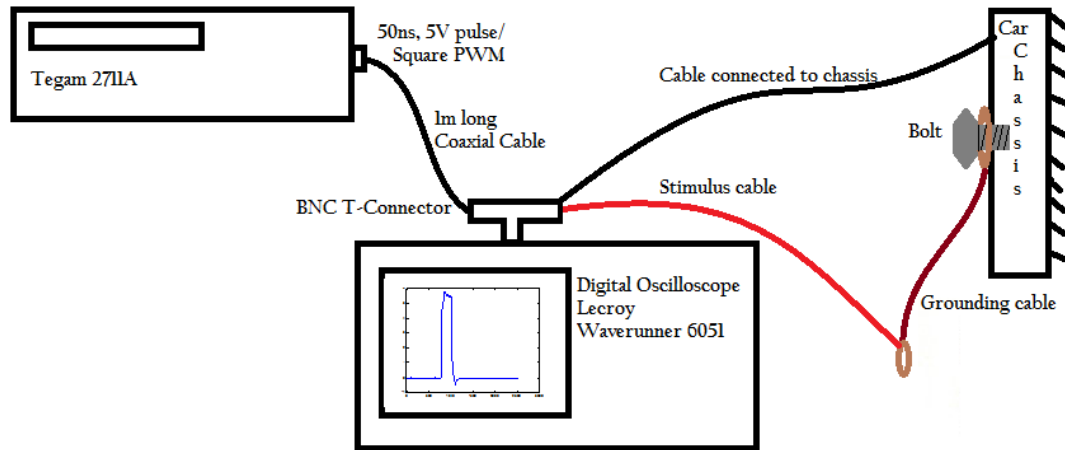 50ns, 5V pulse/
Square PWM
Tegam 2711A
Car
C
h
a
s
s
i
s
Cable connected to chassis
1m long
Coaxial Cable
Bolt
BNC T-Connector
Stimulus cable
Digital Oscilloscope
Lecroy
Waverunner 6051
Grounding cable